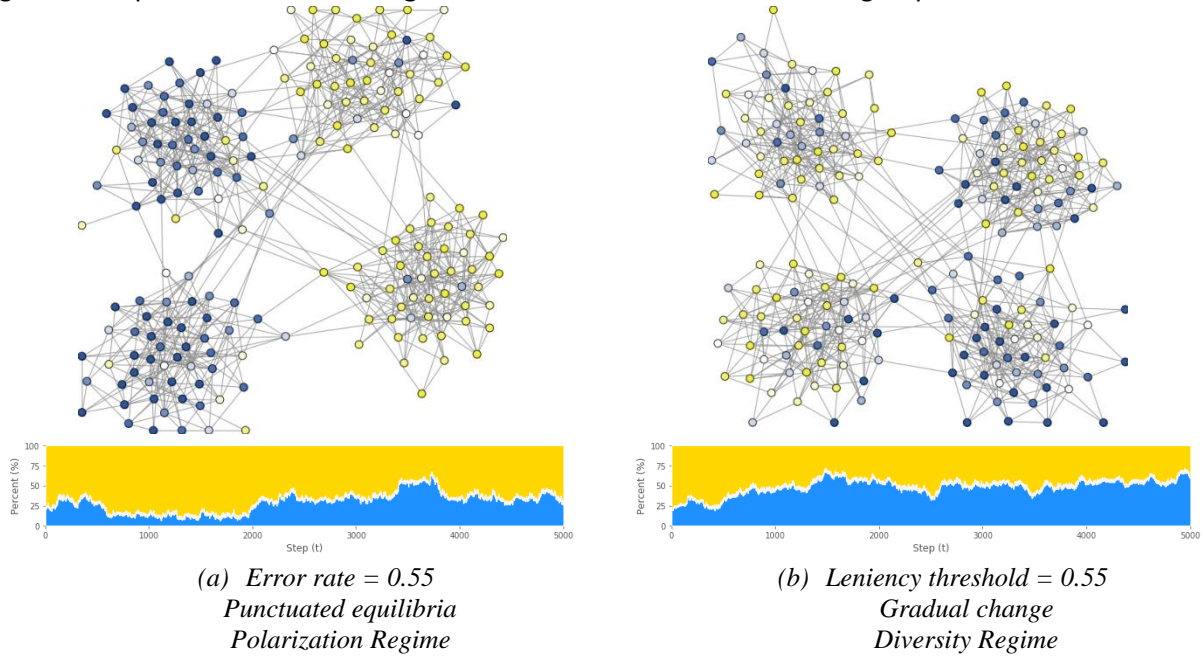 100
75
50
25
0
Percent (%)
0
1000
2000
3000
4000
5000
Step (t)
100
75
50
25
0
Percent (%)
0
1000
2000
3000
4000
5000
Step (t)
(a) Error rate = 0.55
Punctuated equilibria
Polarization Regime
(b) Leniency threshold = 0.55
Gradual change
Diversity Regime